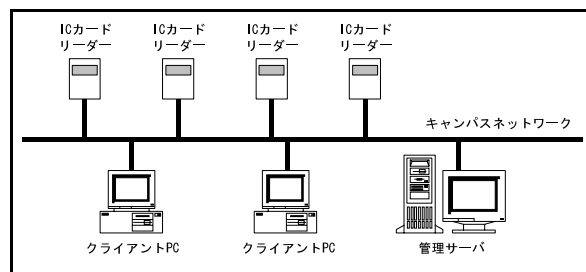 ICカード
リーダー
ICカード
リーダー
ICカード
リーダー
ICカード
リーダー
キャンパスネットワーク
クライアントPC
クライアントPC
管理サーバ